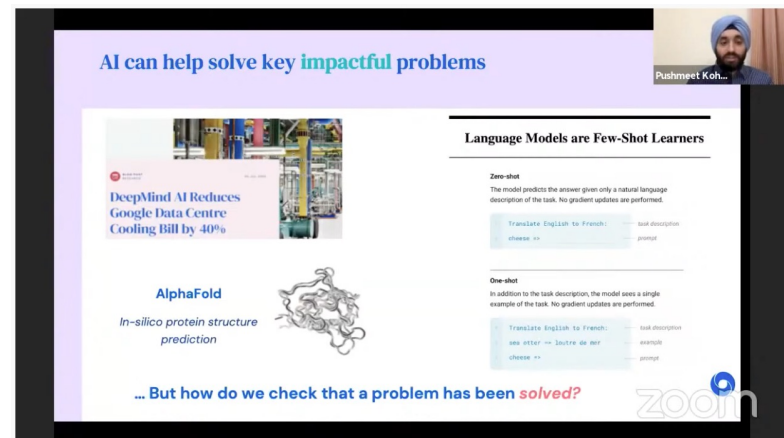 AI can help solve key impactful problems
Pushmeet Koh...
DeepMind AI Reduces
Google Data Centre
Cooling Bill by 40%
AlphaFold
In-silico protein structure
prediction
Language Models are Few-Shot Learners
Zero-shot
The model predicts the answer given only a natural language
description of the task. No gradient updates are performed.
Translate English to French: task description
cheese => prompt
One-shot
In addition to the task description, the model sees a single
example of the task. No gradient updates are performed.
Translate English to French: task description
sea otter => loutre de mer example
cheese => prompt
... But how do we check that a problem has been solved?
zoom